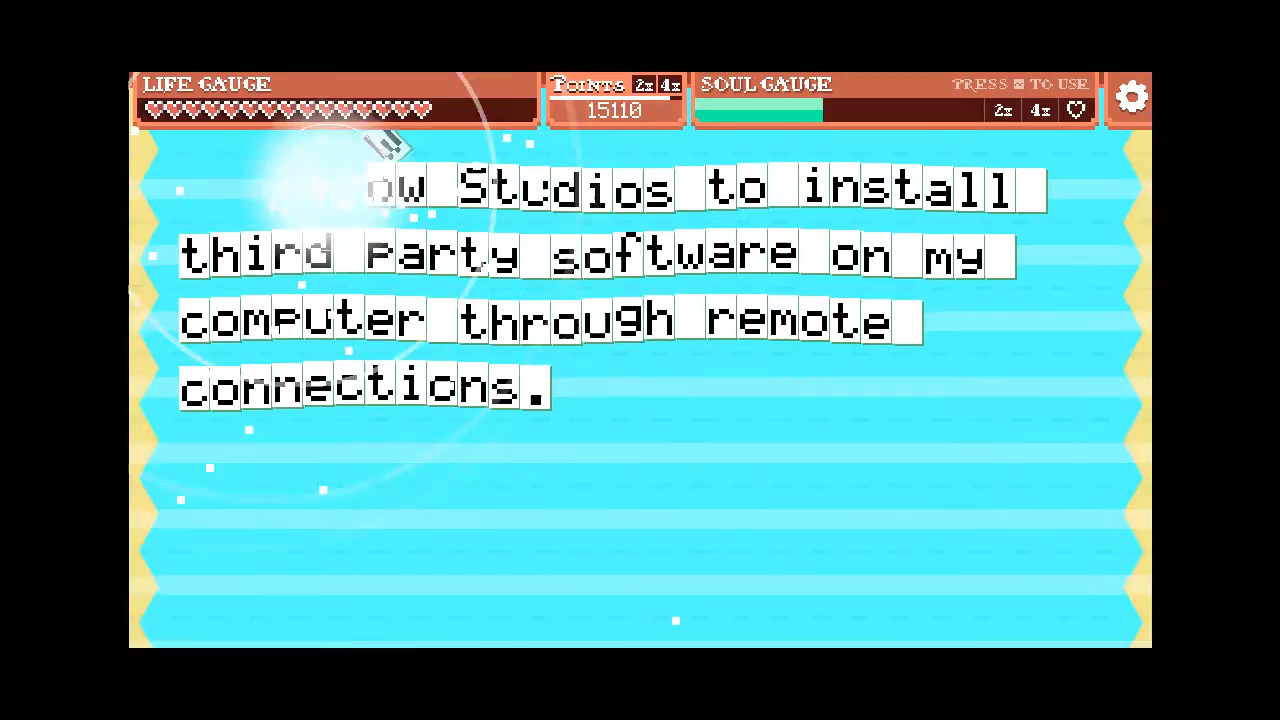 LIFE GAUGE
POINTS 2x 4x
15110
SOUL GAUGE
PRESS TO USE
2x 4x
ow Studios to install
third party software on my
computer through remote
connections.